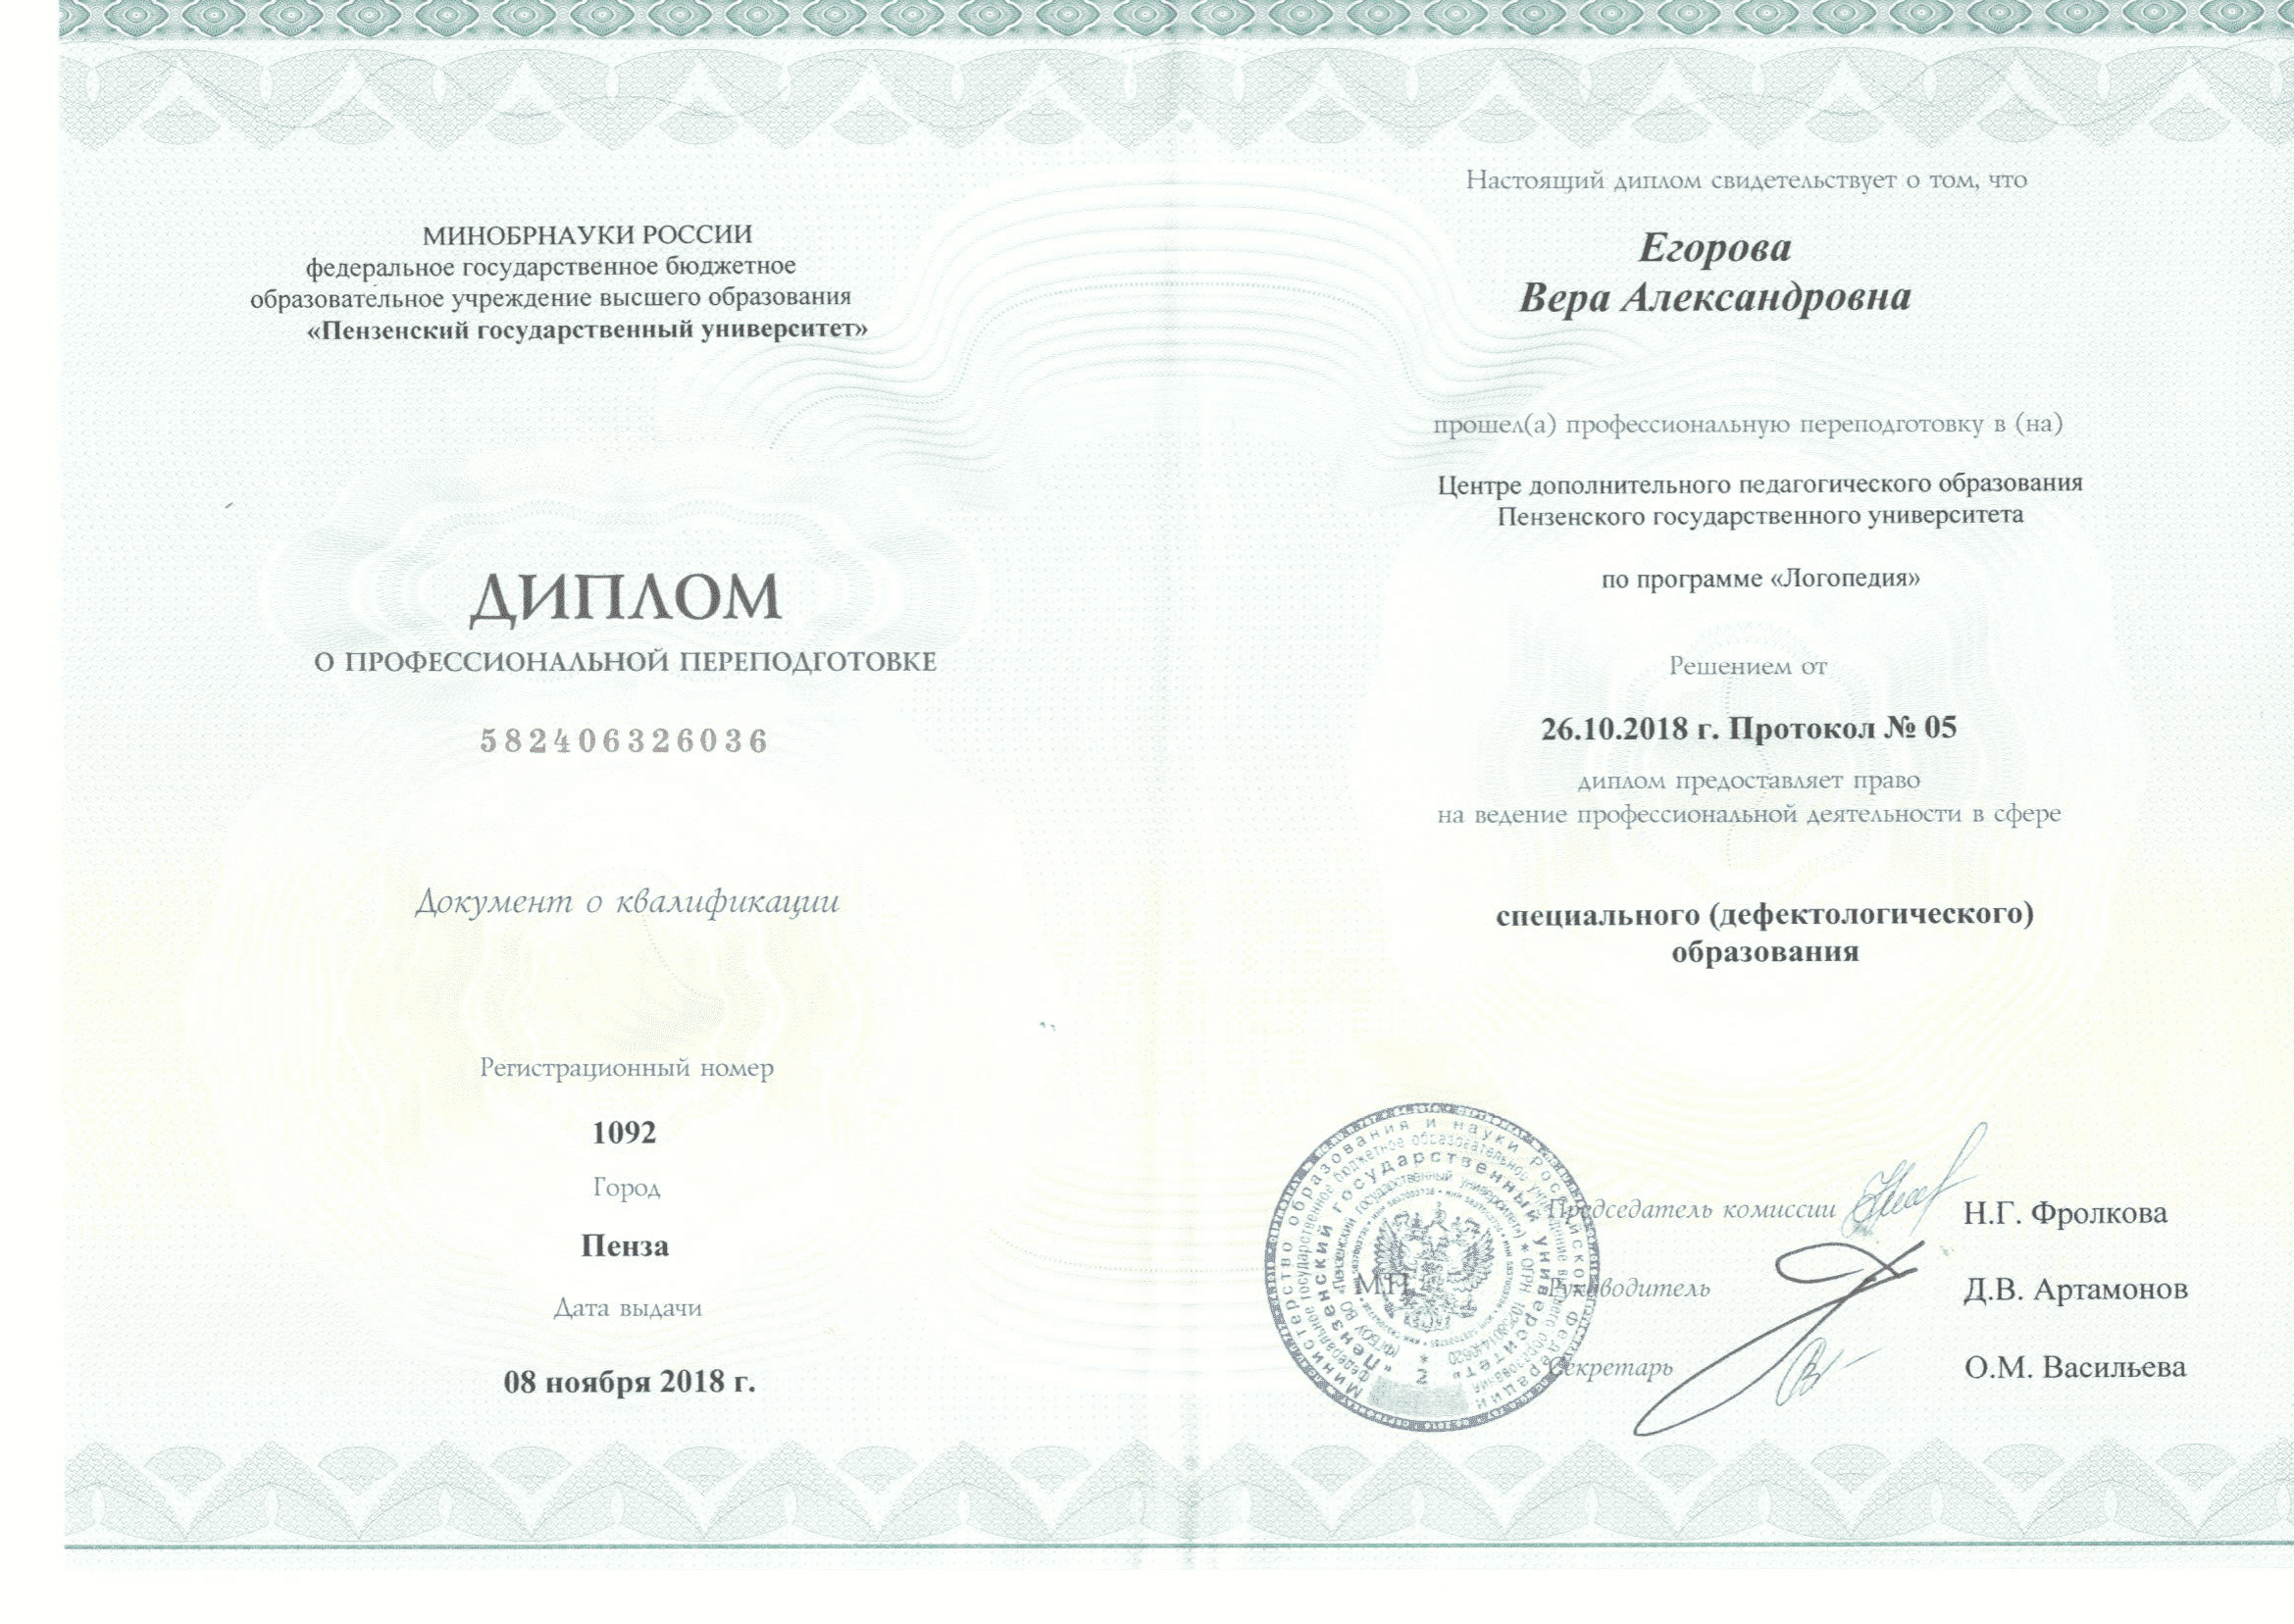 МИНОБРНАУКИ РОССИИ
федеральное государственное бюджетное
образовательное учреждение высшего образования
«Пензенский государственный университет»
ДИПЛОМ
О ПРОФЕССИОНАЛЬНОЙ ПЕРЕПОДГОТОВКЕ
582406326036
Документ о квалификации
Регистрационный номер
1092
Город
Пенза
Дата выдачи
08 ноября 2018 г.
Настоящий диплом свидетельствует о том, что
Егорова
Вера Александровна
прошел(а) профессиональную переподготовку в (на)
Центре дополнительного педагогического образования
Пензенского государственного университета
по программе «Логопедия»
Решением от
26.10.2018 г. Протокол № 05
диплом предоставляет право
на ведение профессиональной деятельности в сфере
специального (дефектологического)
образования
Председатель комиссии Н.Г. Фролкова
М.П. Руководитель Д.В. Артамонов
Секретарь О.М. Васильева
Министерство образования и науки Российской Федерации
федеральное государственное бюджетное образовательное учреждение высшего образования
«Пензенский государственный университет»
(ФГБОУ ВО «Пензенский государственный университет»)